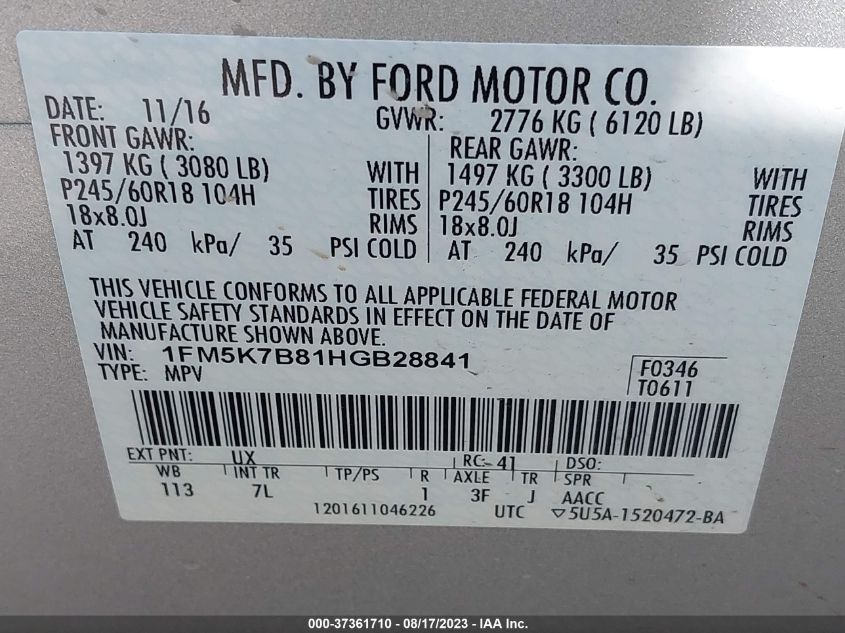 MFD. BY FORD MOTOR CO.
DATE: 11/16 GVWR: 2776 KG ( 6120 LB)
FRONT GAWR: REAR GAWR:
1397 KG ( 3080 LB) WITH 1497 KG ( 3300 LB) WITH
P245/60R18 104H TIRES P245/60R18 104H TIRES
18x8.0J RIMS 18x8.0J RIMS
AT 240 kPa/ 35 PSI COLD AT 240 kPa/ 35 PSI COLD
THIS VEHICLE CONFORMS TO ALL APPLICABLE FEDERAL MOTOR
VEHICLE SAFETY STANDARDS IN EFFECT ON THE DATE OF
MANUFACTURE SHOWN ABOVE.
VIN: 1FM5K7B81HGB28841
TYPE: MPV
F0346
T0611
EXT PNT: UX RC: 41 DSO:
WB INT TR TP/PS R AXLE TR SPR
113 7L 1 3F J AACC
1201611046226 UTC ▽5U5A-1520472-BA
000-37361710 - 08/17/2023 - IAA Inc.